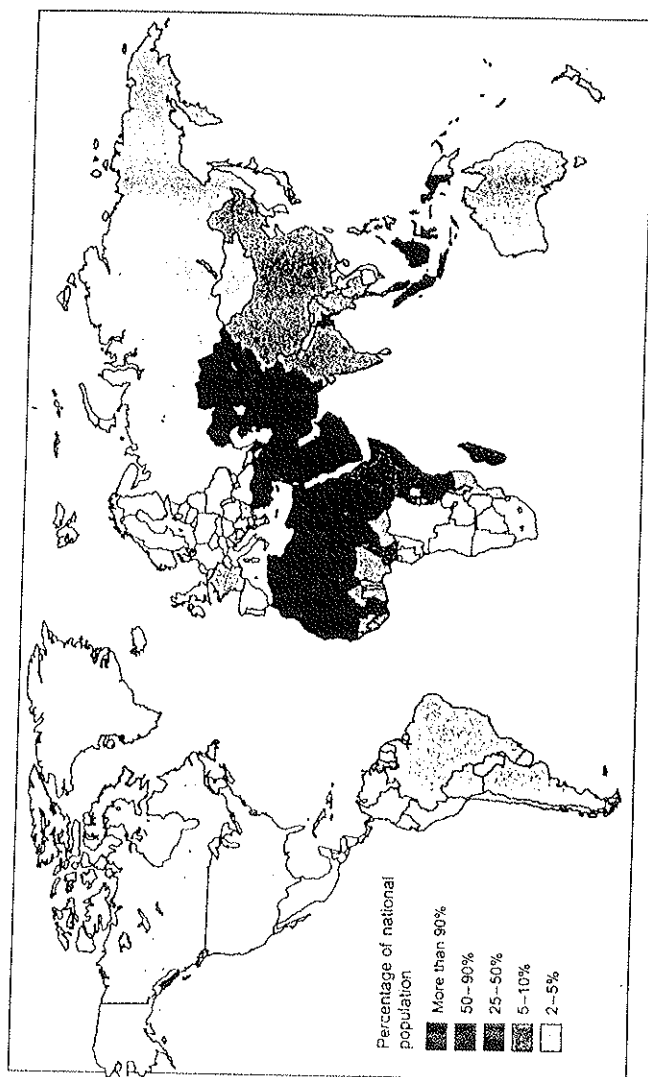 Percentage of national
population
More than 90%
50–90%
25–50%
5–10%
2–5%